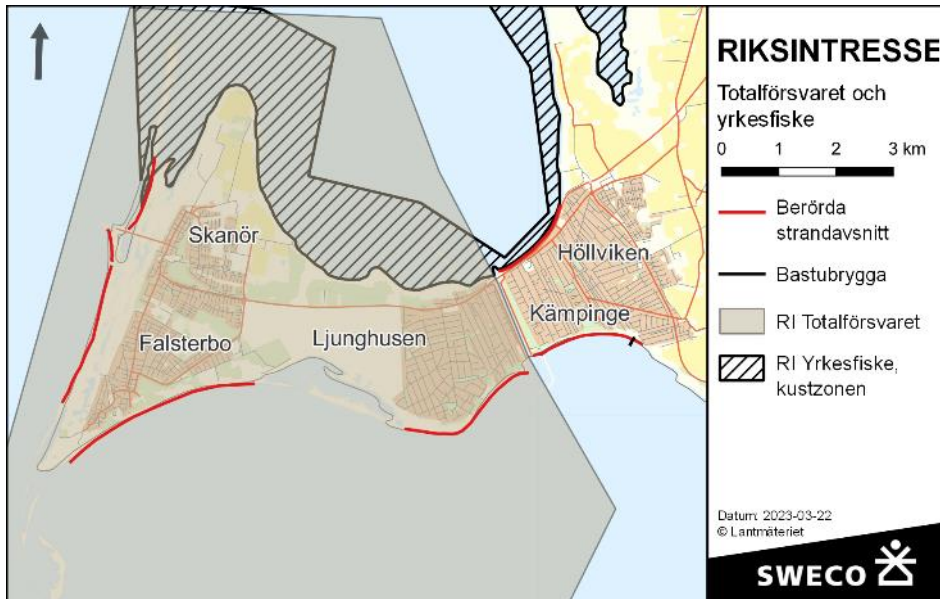 RIKSINTRESSE
Totalförsvaret och
yrkesfiske
0 1 2 3 km
Berörda
strandavsnitt
Bastubrygga
RI Totalförsvaret
RI Yrkesfiske,
kustzonen
Datum: 2023-03-22
© Lantmäteriet
SWECO
Skanör
Höllviken
Kämpinge
Ljunghusen
Falsterbo